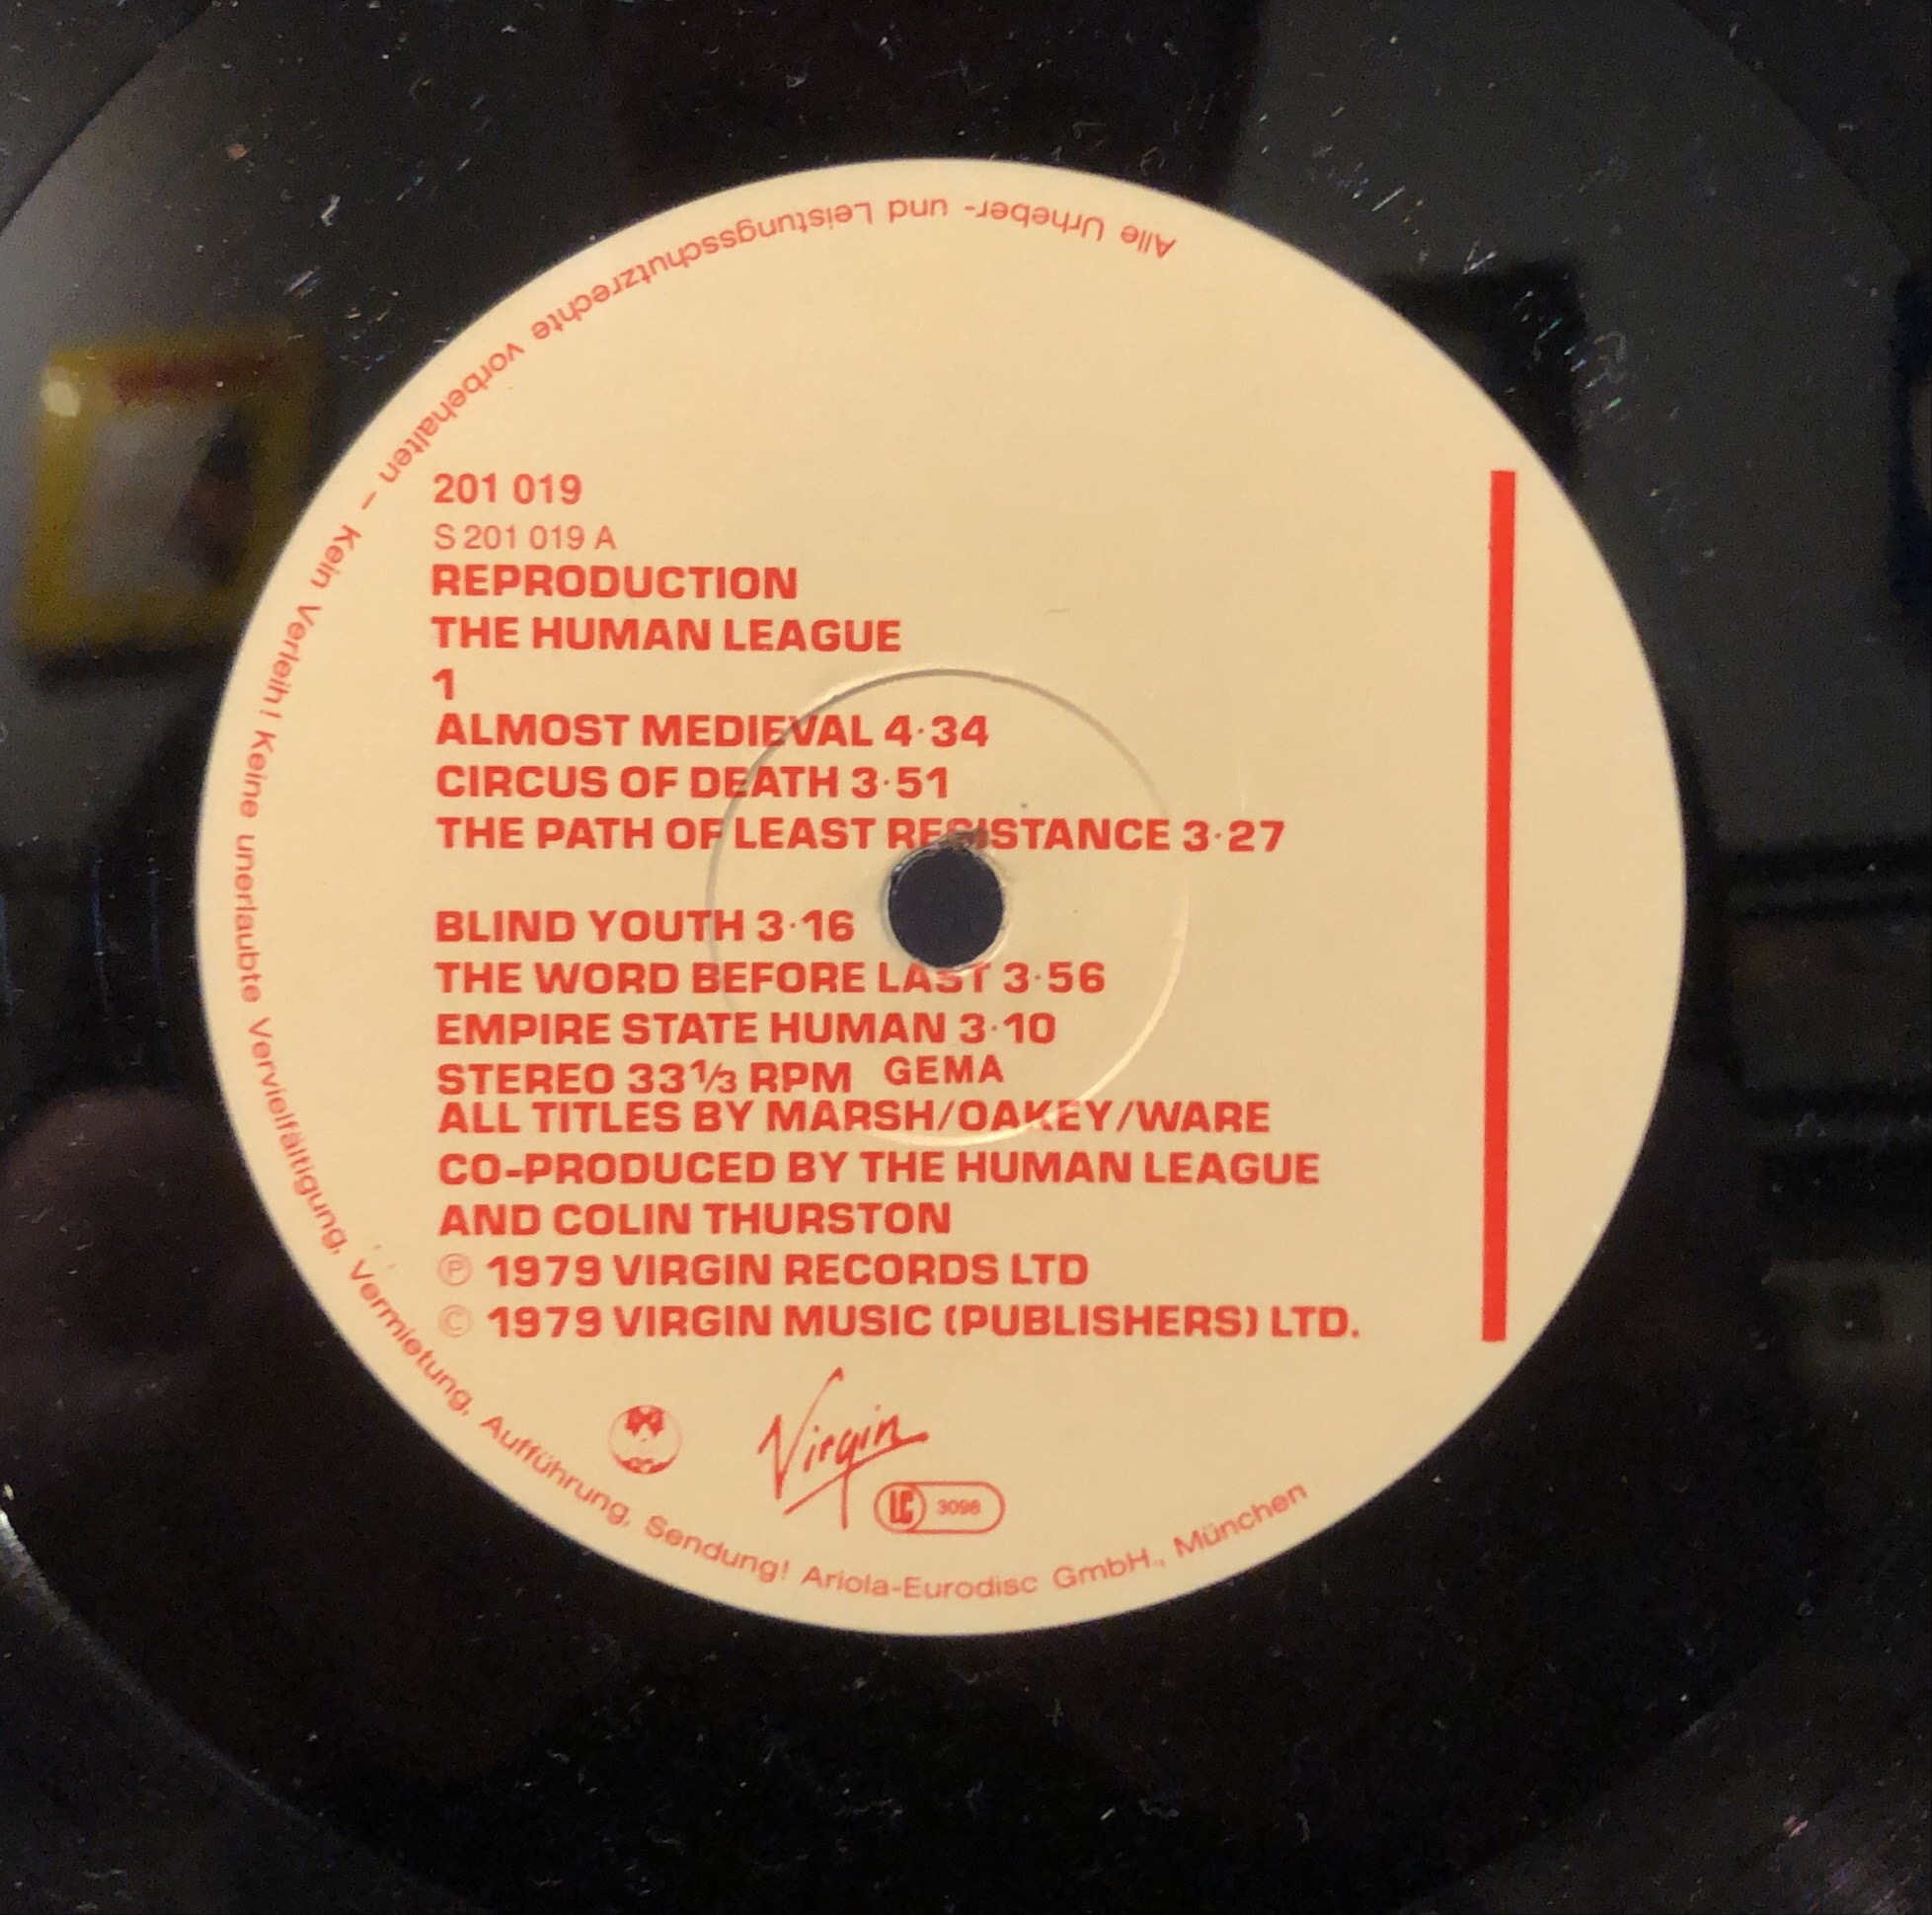 Alle Urheber- und Leistungsschutzrechte vorbehalten – Kein Verleih! Keine unerlaubte Vervielfältigung, Vermietung, Aufführung, Sendung! Ariola-Eurodisc GmbH., München
201 019
S 201 019 A
REPRODUCTION
THE HUMAN LEAGUE
1
ALMOST MEDIEVAL 4·34
CIRCUS OF DEATH 3·51
THE PATH OF LEAST RESISTANCE 3·27
BLIND YOUTH 3·16
THE WORD BEFORE LAST 3·56
EMPIRE STATE HUMAN 3·10
STEREO 33⅓ RPM GEMA
ALL TITLES BY MARSH/OAKEY/WARE
CO-PRODUCED BY THE HUMAN LEAGUE
AND COLIN THURSTON
℗ 1979 VIRGIN RECORDS LTD
© 1979 VIRGIN MUSIC (PUBLISHERS) LTD.
Virgin
LC 3098